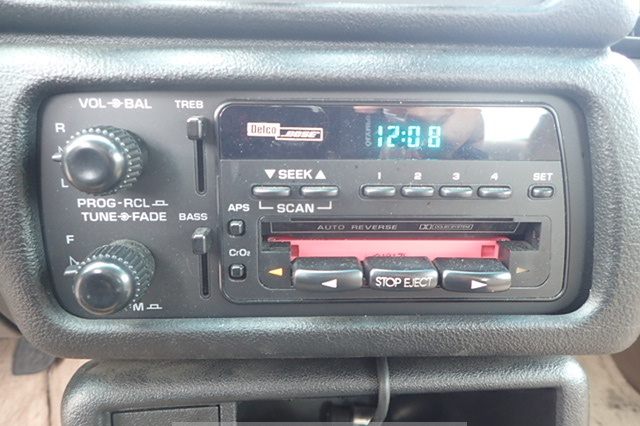 VOL BAL
TREB
R
L
PROG-RCL
TUNE FADE
F
BASS
Delco BOSE
12:08
▼ SEEK ▲
SCAN
1 2 3 4 SET
APS
CrO₂
AUTO REVERSE
◄ STOP EJECT ►